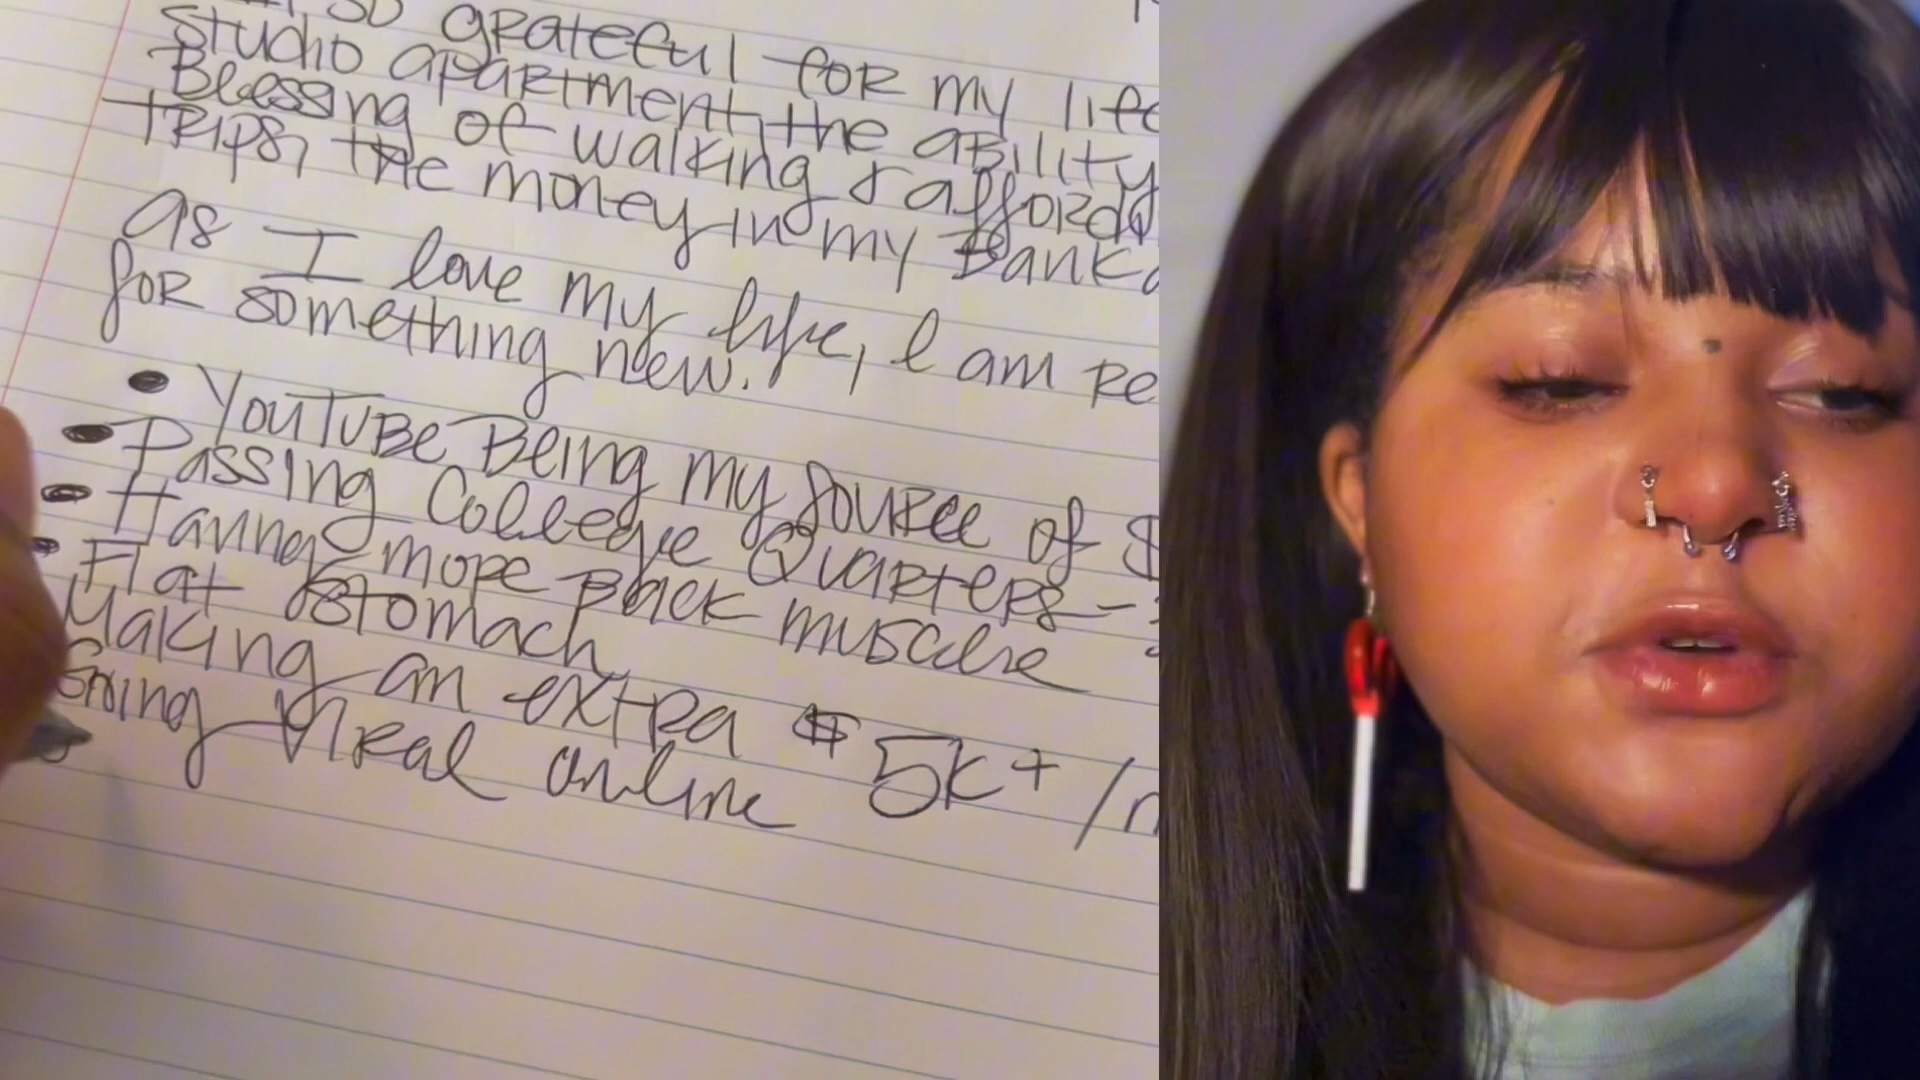 SO grateful FOR my life
Studio apartment, the ability
Blessing of walking & afforda
TRIPS, the money in my Banka
as I love my life, I am Re
for something new.
• YouTube Being my source of $
• Passing College Quarters -
• Having more back muscle
• Flat stomach
Making an extra $5k+ /m
Going viral online